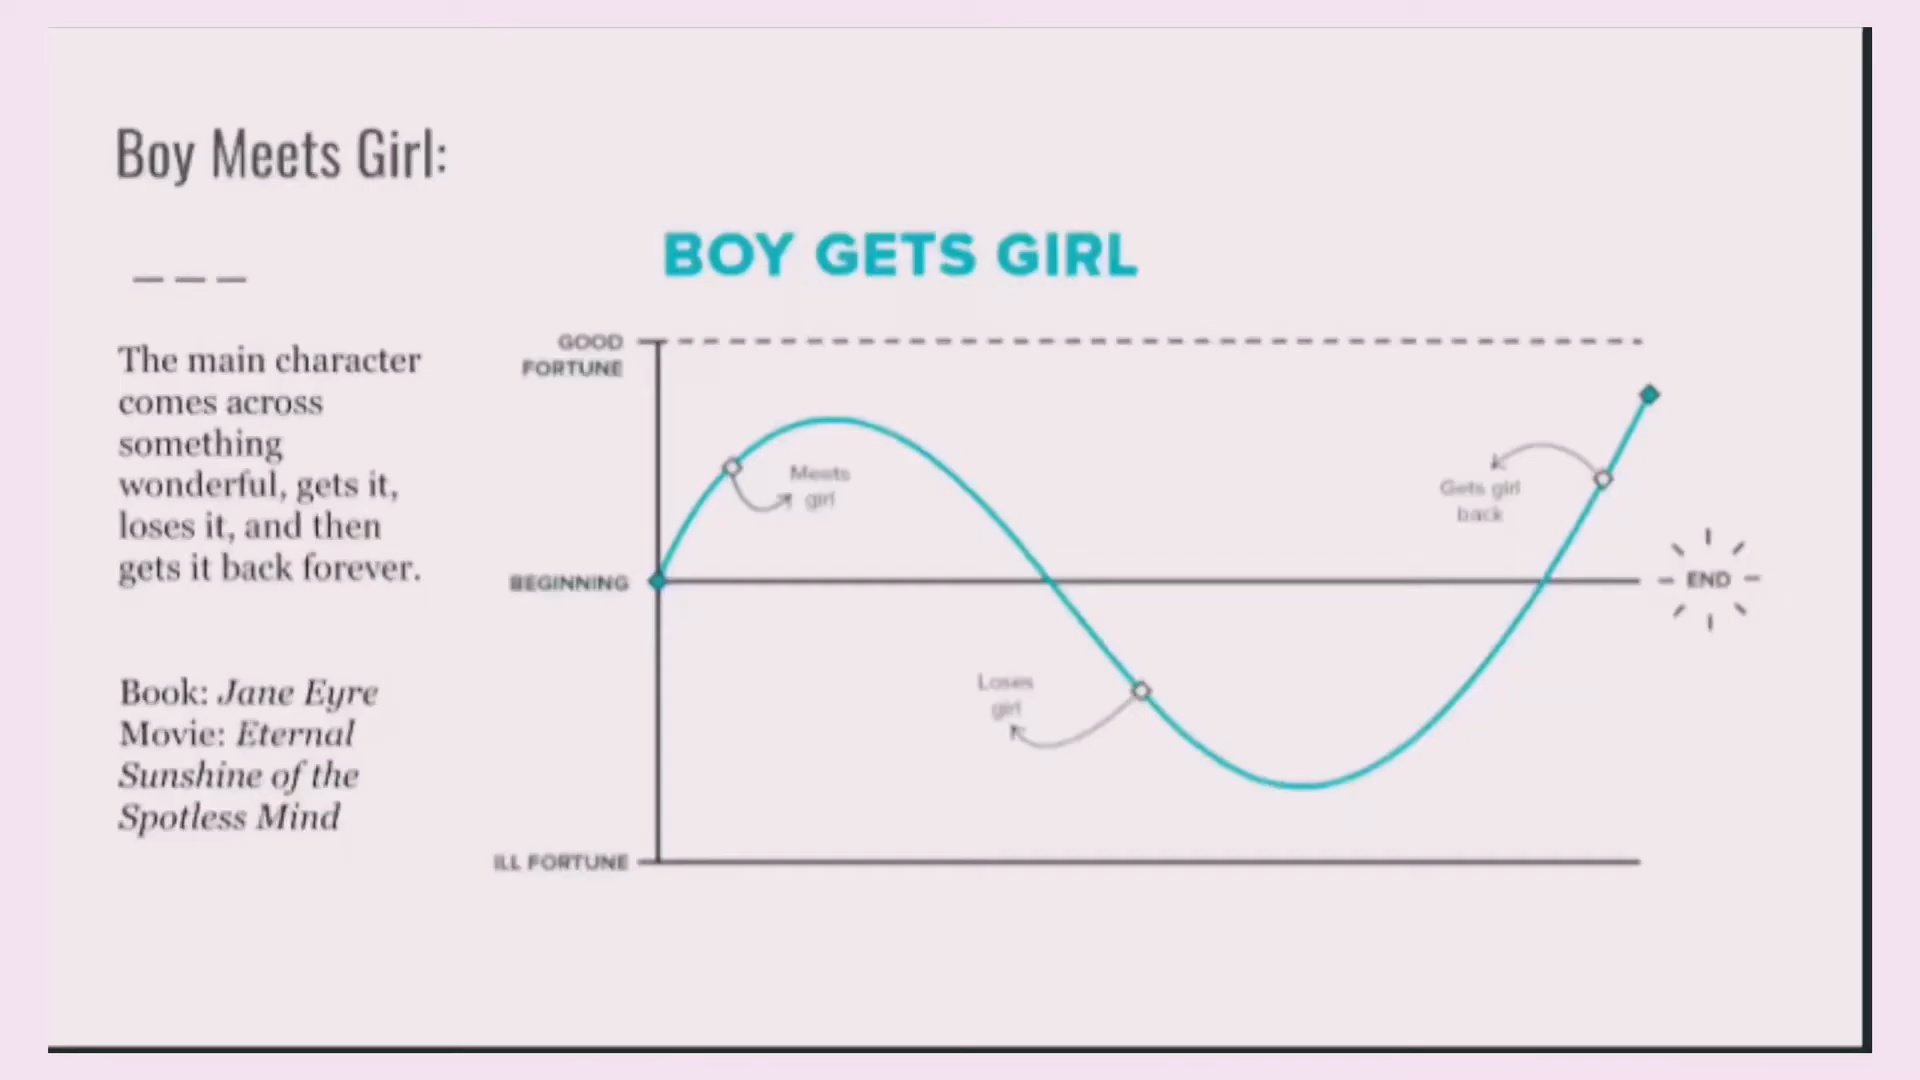 Boy Meets Girl:
BOY GETS GIRL
The main character
comes across
something
wonderful, gets it,
loses it, and then
gets it back forever.
Book: Jane Eyre
Movie: Eternal
Sunshine of the
Spotless Mind
GOOD
FORTUNE
Meets
girl
Gets girl
back
BEGINNING
END
Loses
girl
ILL FORTUNE